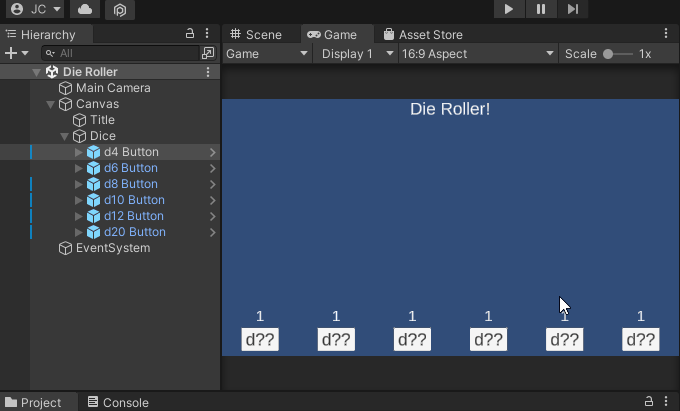 JC
Hierarchy
Scene
Game
Asset Store
All
Game
Display 1
16:9 Aspect
Scale
1x
Die Roller
Main Camera
Canvas
Title
Dice
d4 Button
d6 Button
d8 Button
d10 Button
d12 Button
d20 Button
EventSystem
Die Roller!
1 1 1 1 1 1
d?? d?? d?? d?? d?? d??
Project
Console